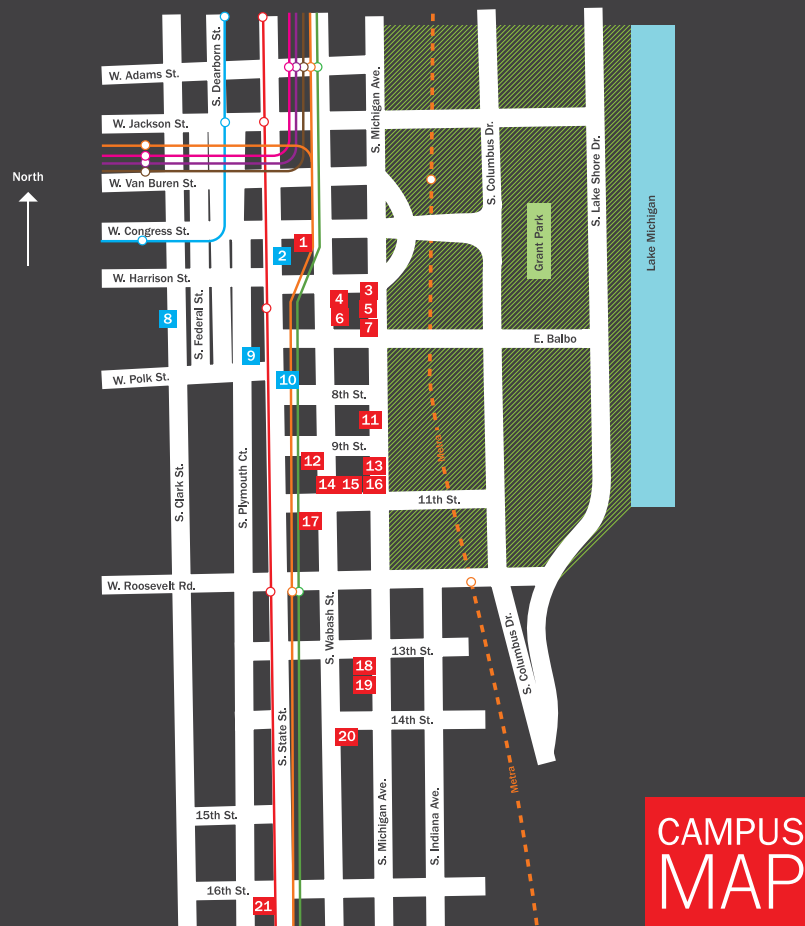 W. Adams St.
S. Dearborn St.
W. Jackson St.
S. Michigan Ave.
S. Columbus Dr.
S. Lake Shore Dr.
North
W. Van Buren St.
Grant Park
Lake Michigan
W. Congress St.
1
2
W. Harrison St.
3
4
5
6
7
8
S. Federal St.
E. Balbo
9
W. Polk St.
10
8th St.
11
Metra
9th St.
12
13
14
15
16
S. Clark St.
S. Plymouth Ct.
11th St.
17
W. Roosevelt Rd.
S. Wabash St.
13th St.
S. Columbus Dr.
18
19
14th St.
20
S. State St.
Metra
S. Michigan Ave.
S. Indiana Ave.
15th St.
16th St.
21
CAMPUS
MAP